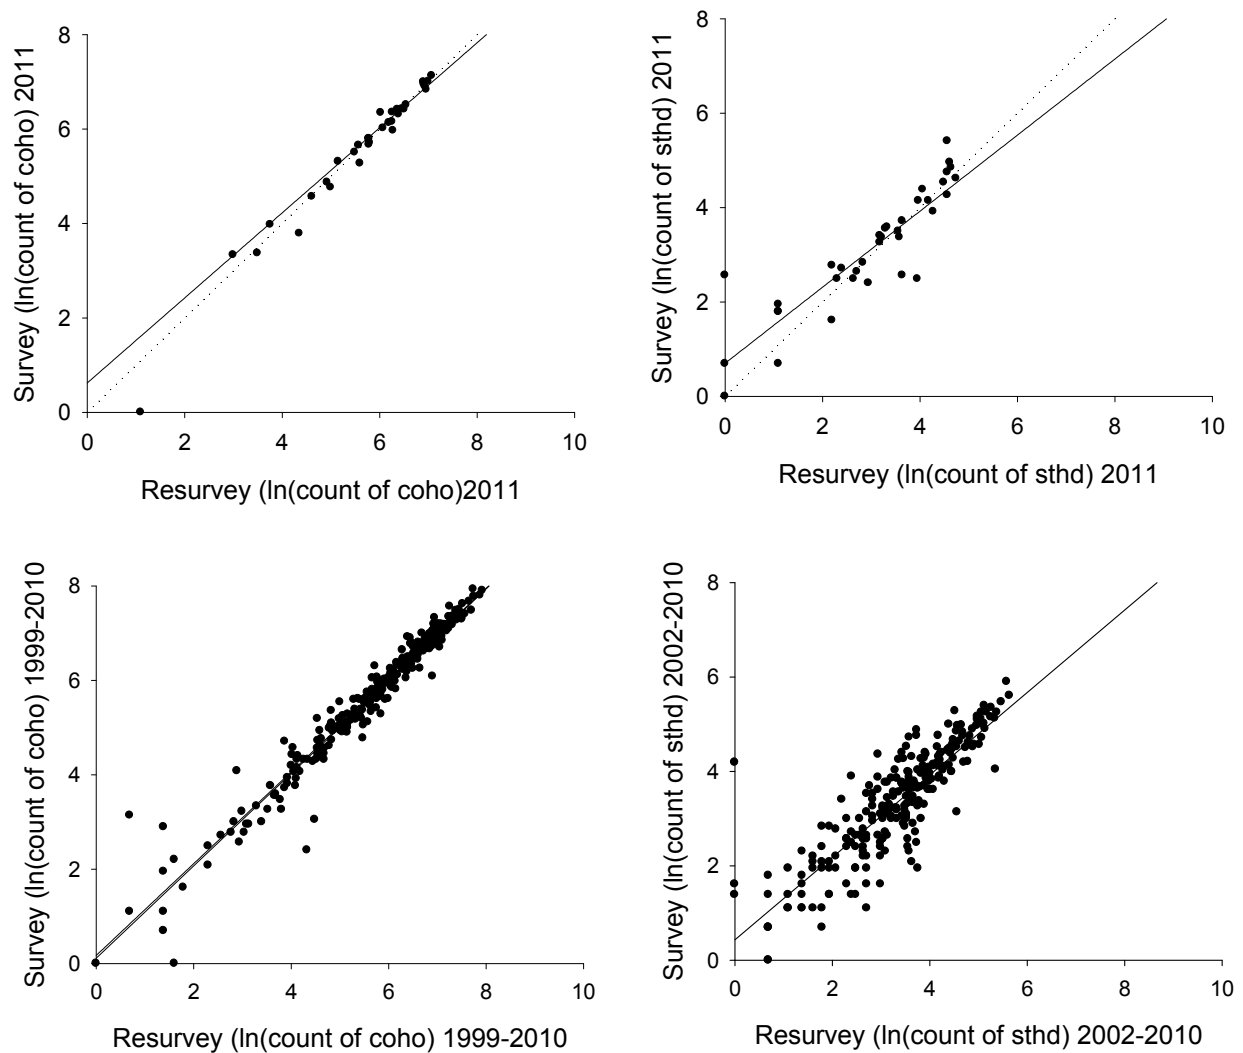 Survey (ln(count of coho) 2011
8
6
4
2
0
0 2 4 6 8 10
Resurvey (ln(count of coho)2011
Survey (ln(count of sthd) 2011
8
6
4
2
0
0 2 4 6 8 10
Resurvey (ln(count of sthd) 2011
Survey (ln(count of coho) 1999-2010
8
6
4
2
0
0 2 4 6 8 10
Resurvey (ln(count of coho) 1999-2010
Survey (ln(count of sthd) 2002-2010
8
6
4
2
0
0 2 4 6 8 10
Resurvey (ln(count of sthd) 2002-2010